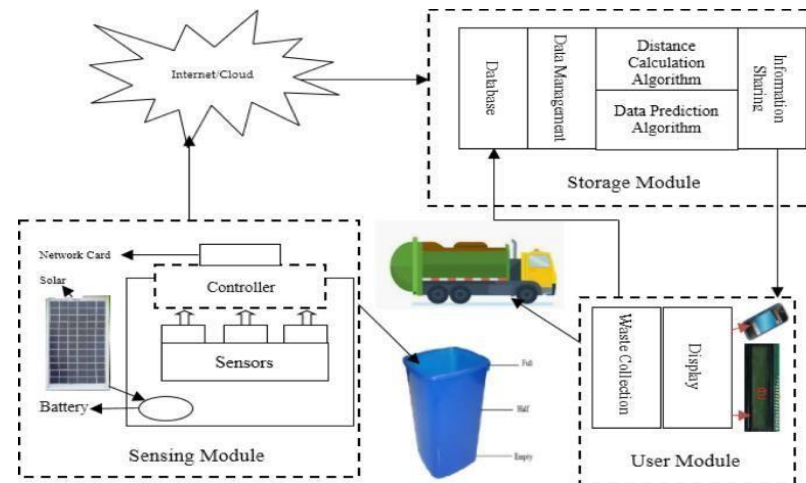 Internet/Cloud
Database
Data Management
Distance
Calculation
Algorithm
Data Prediction
Algorithm
Information
Sharing
Storage Module
Network Card
Solar
Controller
Sensors
Battery
Sensing Module
Full
Half
Empty
Waste Collection
Display
User Module